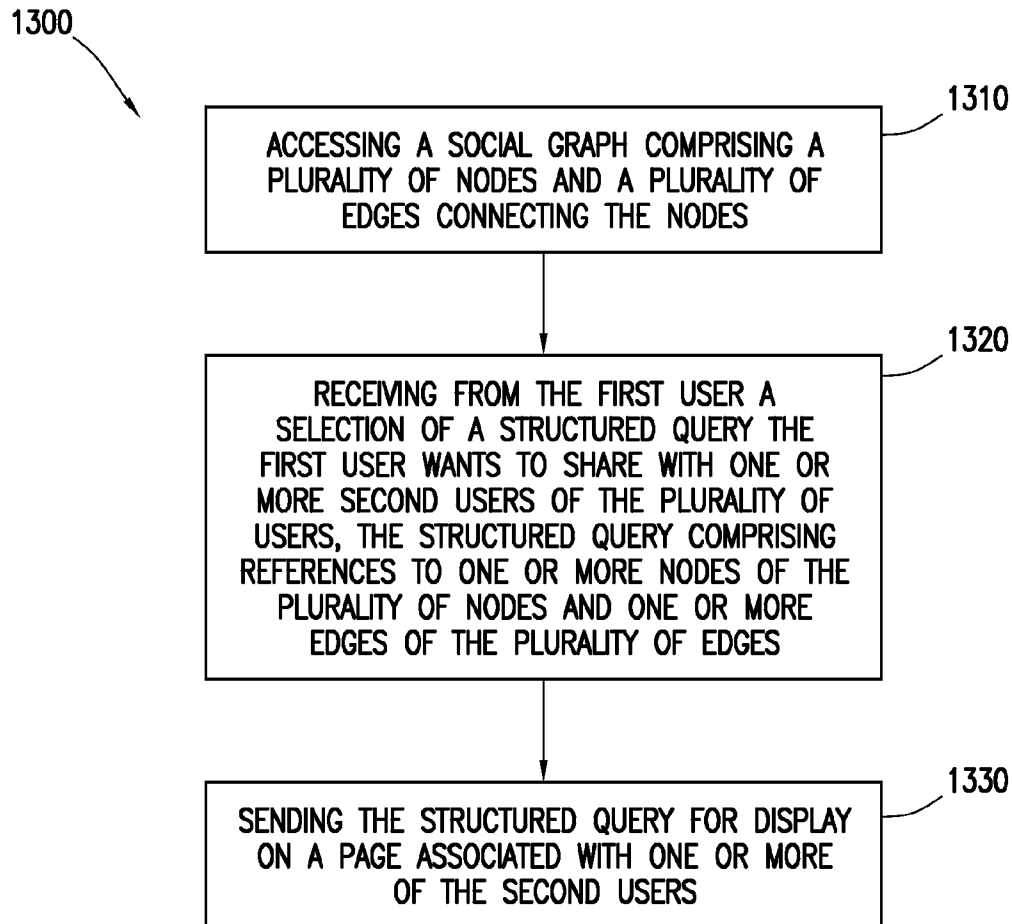 1300
1310
ACCESSING A SOCIAL GRAPH COMPRISING A
PLURALITY OF NODES AND A PLURALITY OF
EDGES CONNECTING THE NODES
1320
RECEIVING FROM THE FIRST USER A
SELECTION OF A STRUCTURED QUERY THE
FIRST USER WANTS TO SHARE WITH ONE OR
MORE SECOND USERS OF THE PLURALITY OF
USERS, THE STRUCTURED QUERY COMPRISING
REFERENCES TO ONE OR MORE NODES OF THE
PLURALITY OF NODES AND ONE OR MORE
EDGES OF THE PLURALITY OF EDGES
1330
SENDING THE STRUCTURED QUERY FOR DISPLAY
ON A PAGE ASSOCIATED WITH ONE OR MORE
OF THE SECOND USERS